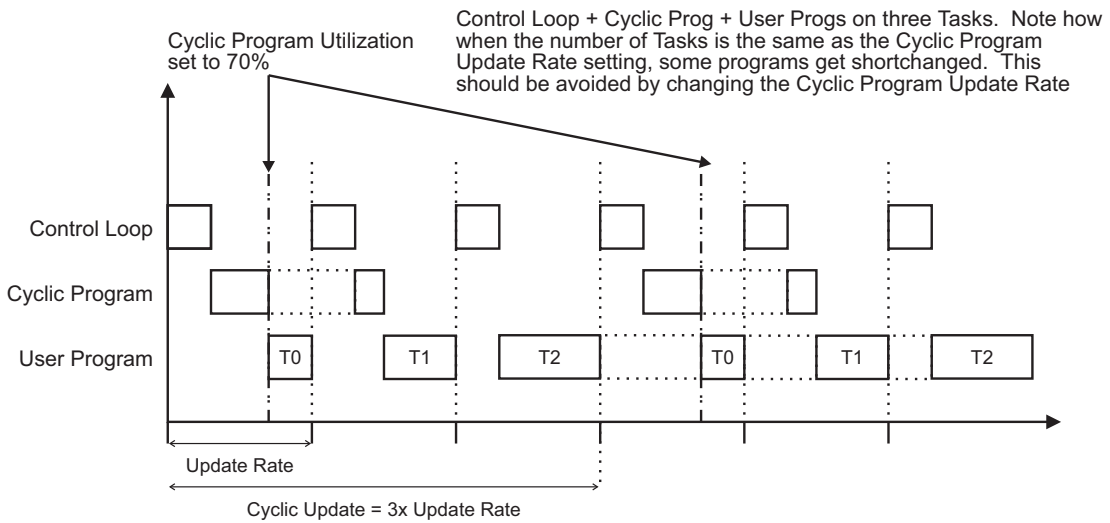 Control Loop + Cyclic Prog + User Progs on three Tasks.  Note how
when the number of Tasks is the same as the Cyclic Program
Update Rate setting, some programs get shortchanged.  This
should be avoided by changing the Cyclic Program Update Rate
Cyclic Program Utilization
set to 70%
Control Loop
Cyclic Program
User Program
T0
T1
T2
T0
T1
T2
Update Rate
Cyclic Update = 3x Update Rate